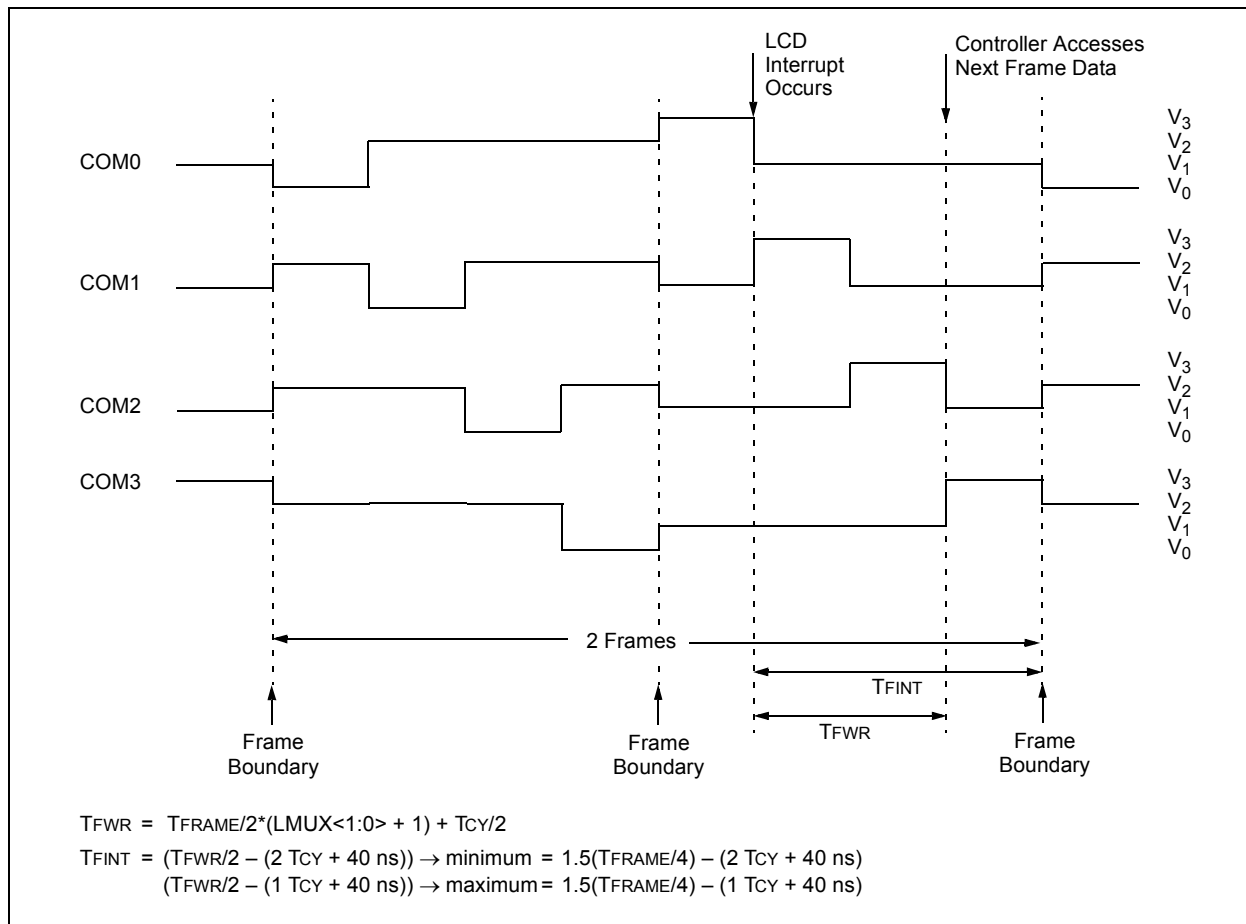 LCD
Interrupt
Occurs
Controller Accesses
Next Frame Data
COM0
V3
V2
V1
V0
COM1
V3
V2
V1
V0
COM2
V3
V2
V1
V0
COM3
V3
V2
V1
V0
2 Frames
TFINT
TFWR
Frame
Boundary
Frame
Boundary
Frame
Boundary
TFWR = TFRAME/2*(LMUX<1:0> + 1) + TCY/2
TFINT = (TFWR/2 – (2 TCY + 40 ns)) → minimum = 1.5(TFRAME/4) – (2 TCY + 40 ns)
(TFWR/2 – (1 TCY + 40 ns)) → maximum = 1.5(TFRAME/4) – (1 TCY + 40 ns)